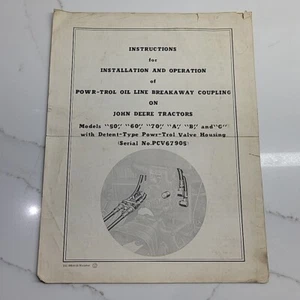 INSTRUCTIONS
for
INSTALLATION AND OPERATION
of
POWR-TROL OIL LINE BREAKAWAY COUPLING
ON
JOHN DEERE TRACTORS
Models "50," "60," "70," "A," "B," and "G"
with Detent-Type Powr-Trol Valve Housing
(Serial No. PCV6790S)